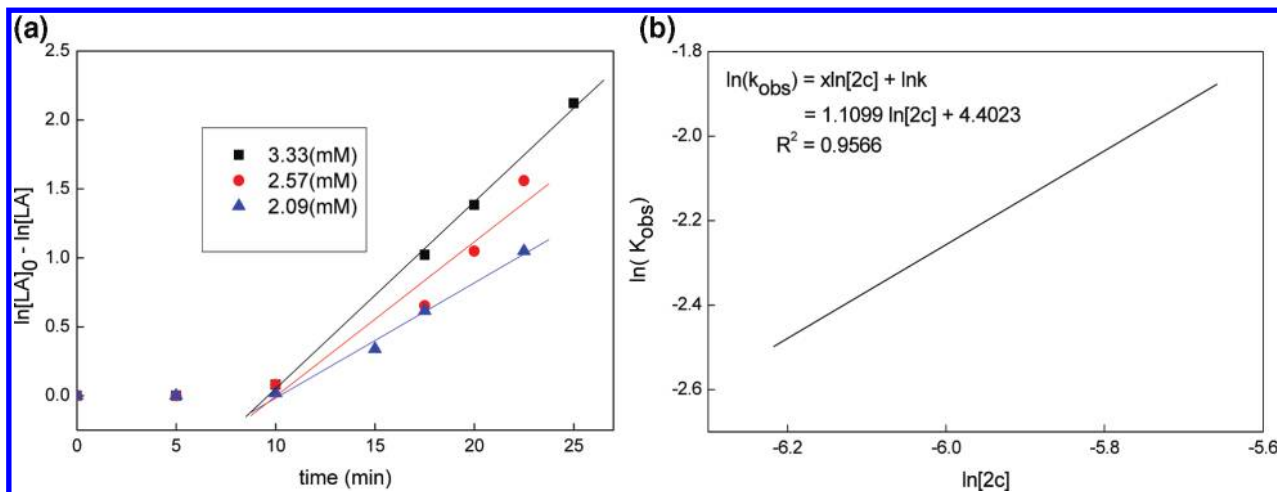 (a)
2.5
2.0
1.5
1.0
0.5
0.0
ln[LA]0 - ln[LA]
3.33(mM)
2.57(mM)
2.09(mM)
0 5 10 15 20 25
time (min)
(b)
-1.8
-2.0
-2.2
-2.4
-2.6
ln( Kobs)
ln(kobs) = xln[2c] + lnk
= 1.1099 ln[2c] + 4.4023
R² = 0.9566
-6.2 -6.0 -5.8 -5.6
ln[2c]